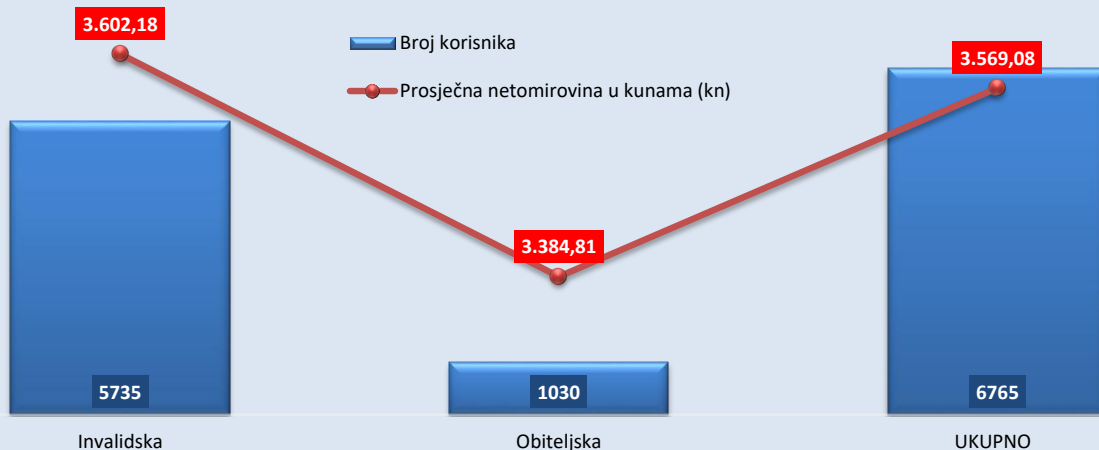 3.602,18
Broj korisnika
3.569,08
Prosječna netomirovina u kunama (kn)
3.384,81
5735
1030
6765
Invalidska
Obiteljska
UKUPNO